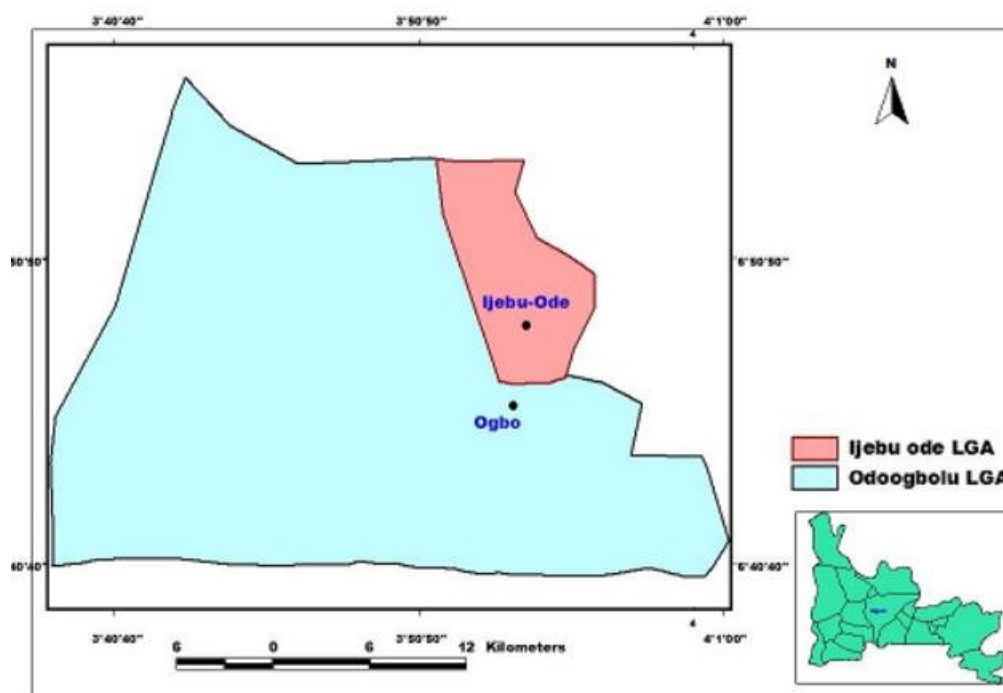 3°40'40" 3°50'50" 4°1'00"
4
N
50'50" 6°50'50"
Ijebu-Ode
Ogbo
Ijebu ode LGA
Odoogbolu LGA
60'40" 6°40'40"
3°40'40" 3°50'50" 4°1'00"
4
6 0 6 12 Kilometers